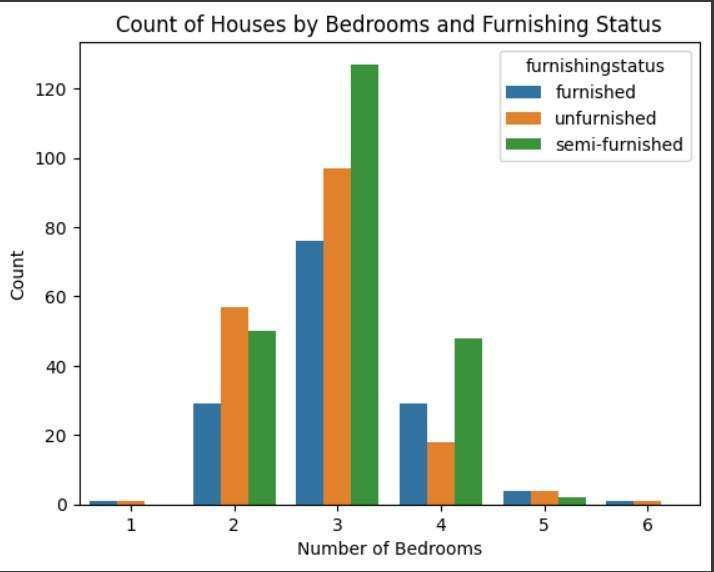 Count of Houses by Bedrooms and Furnishing Status
furnishingstatus
furnished
unfurnished
semi-furnished
120
100
80
60
40
20
0
Count
1 2 3 4 5 6
Number of Bedrooms